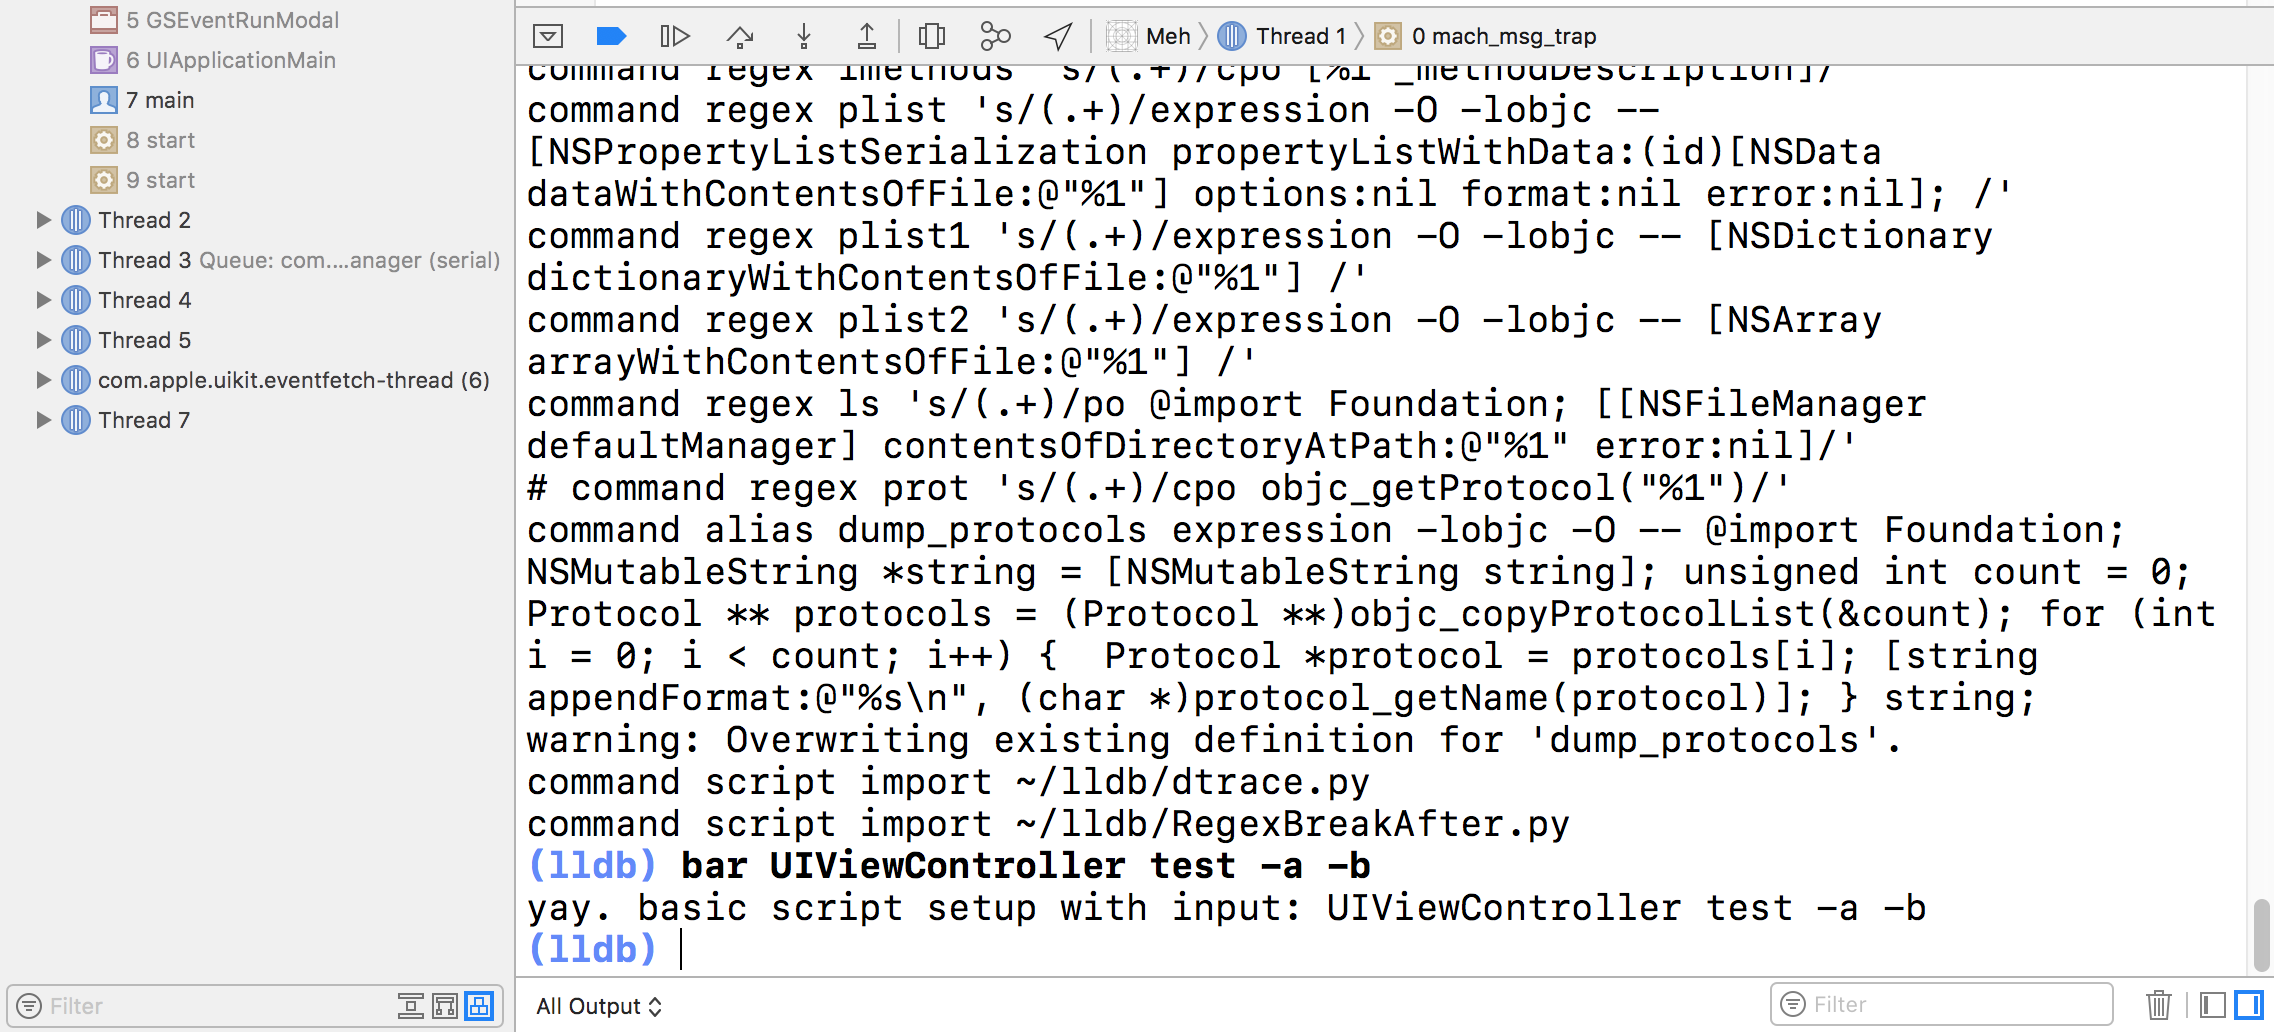 5 GSEventRunModal
6 UIApplicationMain
7 main
8 start
9 start
Thread 2
Thread 3 Queue: com....anager (serial)
Thread 4
Thread 5
com.apple.uikit.eventfetch-thread (6)
Thread 7
Filter
Meh
Thread 1
0 mach_msg_trap
command regex imethods 's/(.+)/cpo [%1 _methodDescription]/
command regex plist 's/(.+)/expression -O -lobjc --
[NSPropertyListSerialization propertyListWithData:(id)[NSData
dataWithContentsOfFile:@"%1"] options:nil format:nil error:nil]; /'
command regex plist1 's/(.+)/expression -O -lobjc -- [NSDictionary
dictionaryWithContentsOfFile:@"%1"] /'
command regex plist2 's/(.+)/expression -O -lobjc -- [NSArray
arrayWithContentsOfFile:@"%1"] /'
command regex ls 's/(.+)/po @import Foundation; [[NSFileManager
defaultManager] contentsOfDirectoryAtPath:@"%1" error:nil]/'
# command regex prot 's/(.+)/cpo objc_getProtocol("%1")/'
command alias dump_protocols expression -lobjc -O -- @import Foundation;
NSMutableString *string = [NSMutableString string]; unsigned int count = 0;
Protocol ** protocols = (Protocol **)objc_copyProtocolList(&count); for (int
i = 0; i < count; i++) {  Protocol *protocol = protocols[i]; [string
appendFormat:@"%s\n", (char *)protocol_getName(protocol)]; } string;
warning: Overwriting existing definition for 'dump_protocols'.
command script import ~/lldb/dtrace.py
command script import ~/lldb/RegexBreakAfter.py
(lldb) bar UIViewController test -a -b
yay. basic script setup with input: UIViewController test -a -b
(lldb)
All Output
Filter